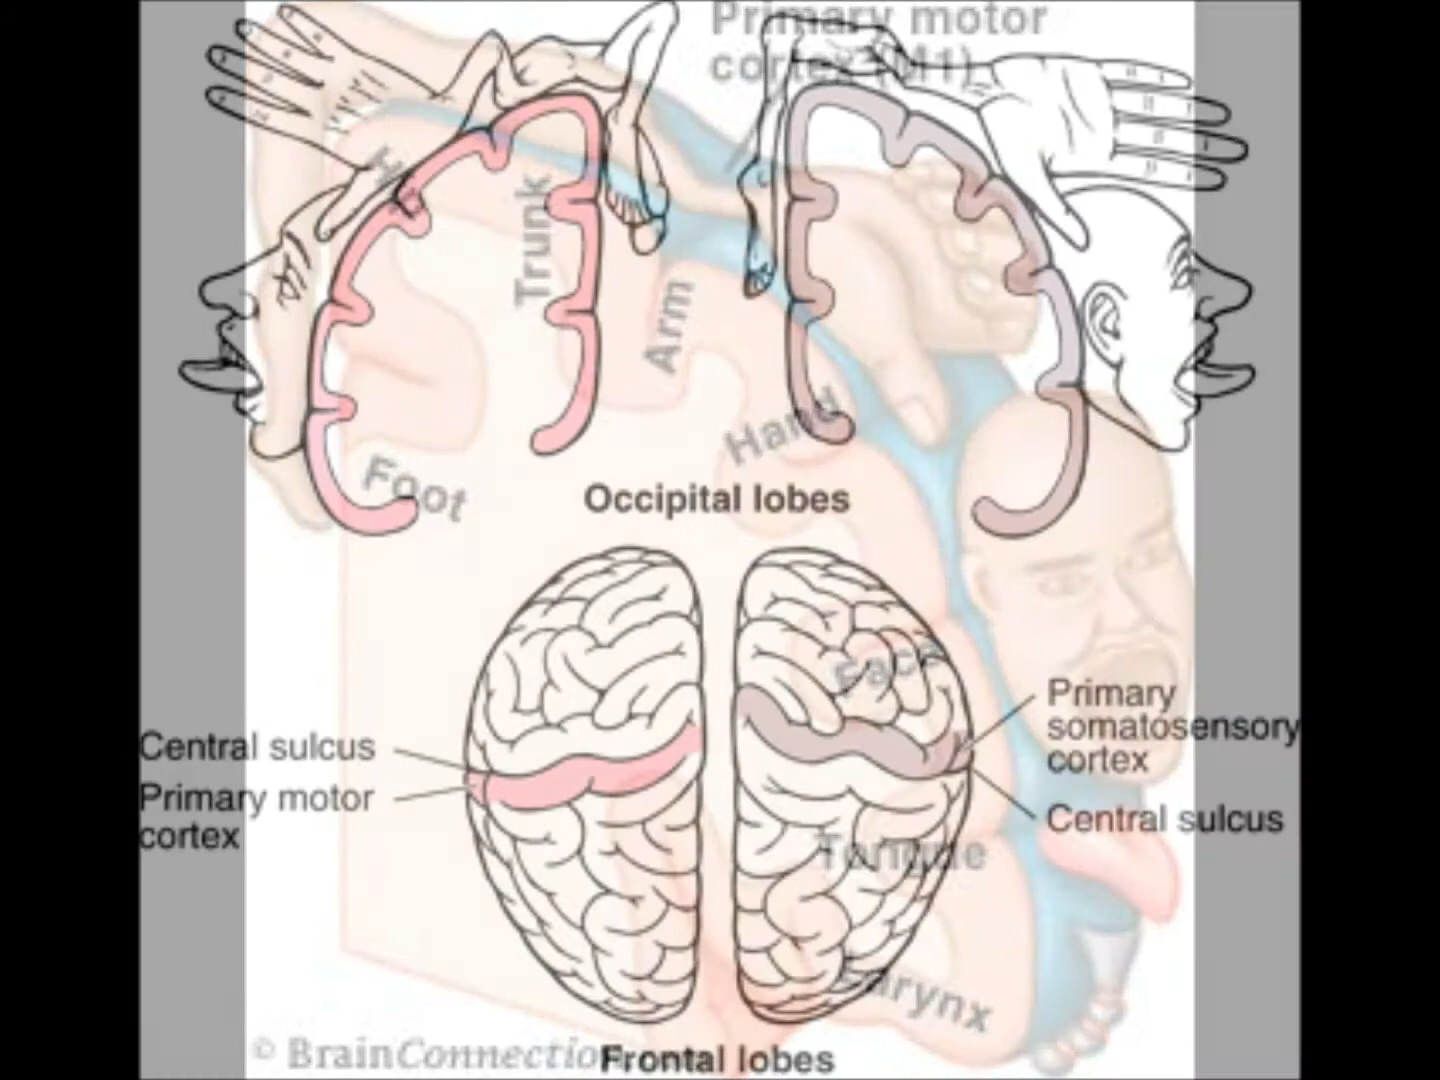 Primary motor
cortex (M1)
Trunk
Arm
Hand
Foot
Occipital lobes
Face
Primary
somatosensory
cortex
Central sulcus
Primary motor
cortex
Central sulcus
Tongue
Larynx
© BrainConnection
Frontal lobes